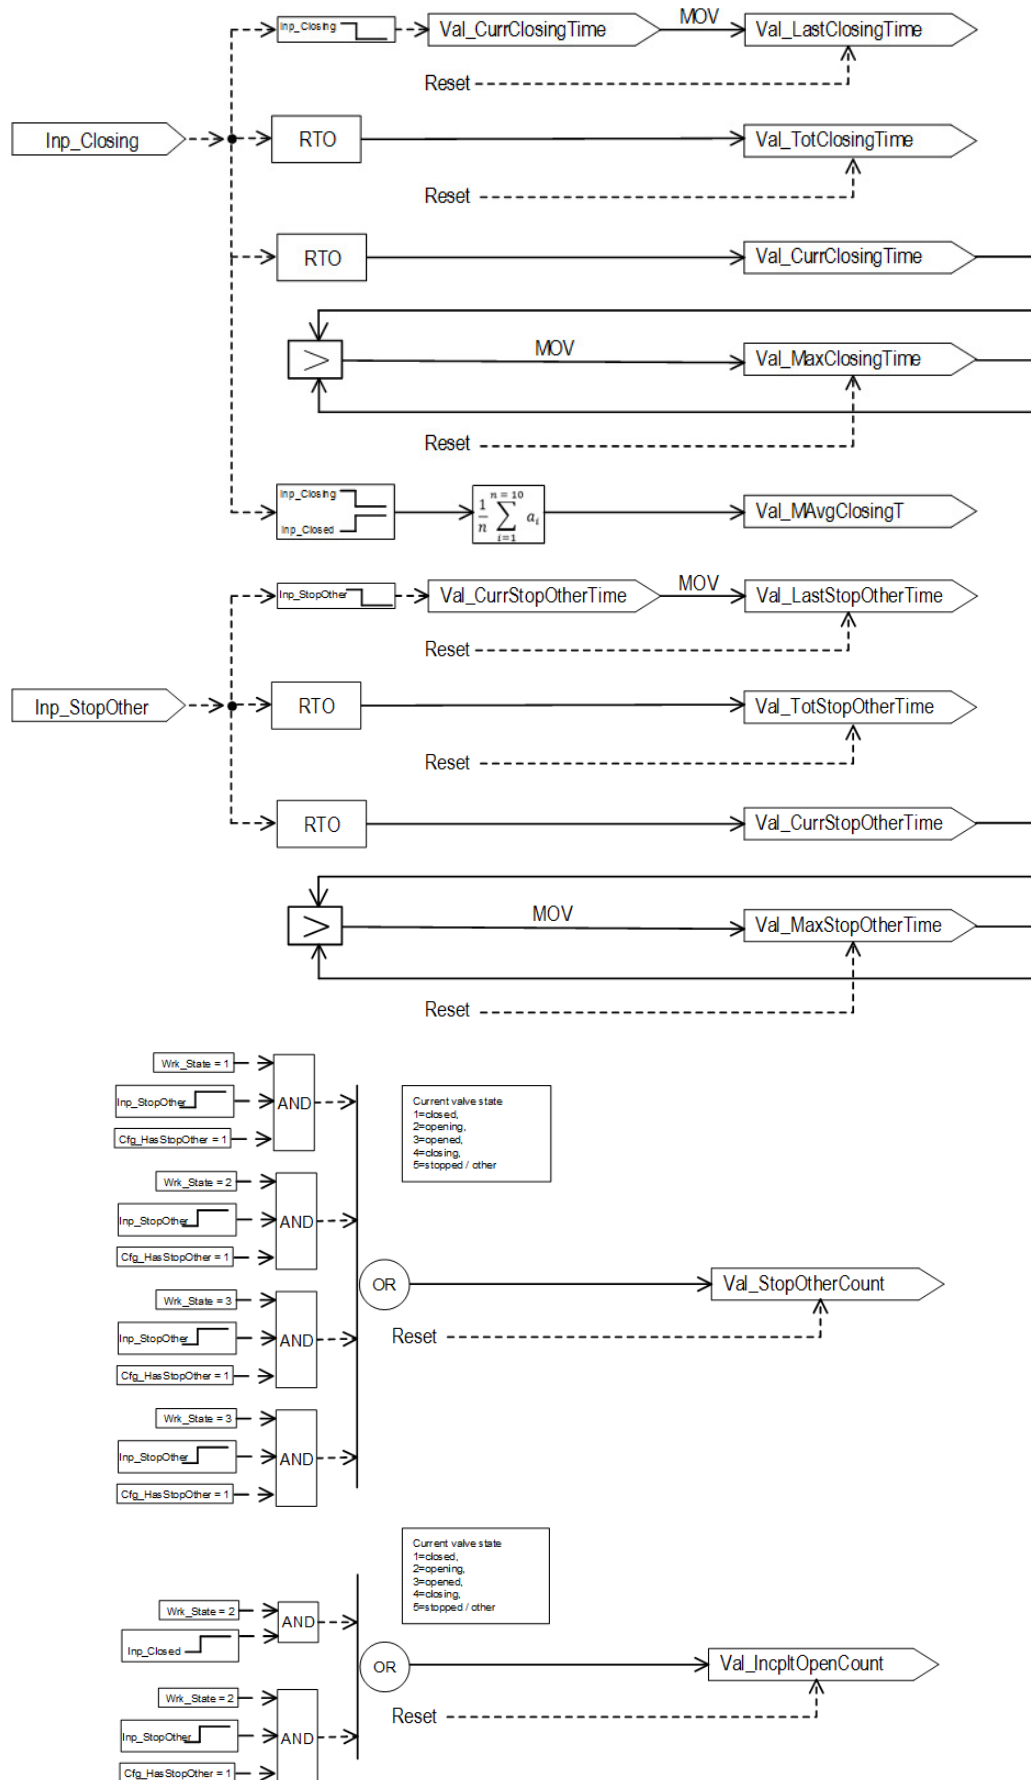 Inp_Closing
Val_CurrClosingTime
MOV
Val_LastClosingTime
Reset
Inp_Closing
RTO
Val_TotClosingTime
Reset
RTO
Val_CurrClosingTime
>
MOV
Val_MaxClosingTime
Reset
Inp_Closing
Inp_Closed
1/n ∑ i=1 n = 10 a_i
Val_MAvgClosingT
Inp_StopOther
Val_CurrStopOtherTime
MOV
Val_LastStopOtherTime
Reset
Inp_StopOther
RTO
Val_TotStopOtherTime
Reset
RTO
Val_CurrStopOtherTime
>
MOV
Val_MaxStopOtherTime
Reset
Wrk_State = 1
Inp_StopOther
AND
Cfg_HasStopOther = 1
Current valve state
1=closed,
2=opening,
3=opened,
4=closing,
5=stopped / other
Wrk_State = 2
Inp_StopOther
AND
Cfg_HasStopOther = 1
OR
Val_StopOtherCount
Reset
Wrk_State = 3
Inp_StopOther
AND
Cfg_HasStopOther = 1
Wrk_State = 3
Inp_StopOther
AND
Cfg_HasStopOther = 1
Current valve state
1=closed,
2=opening,
3=opened,
4=closing,
5=stopped / other
Wrk_State = 2
AND
Inp_Closed
OR
Val_IncpltOpenCount
Reset
Wrk_State = 2
Inp_StopOther
AND
Cfg_HasStopOther = 1